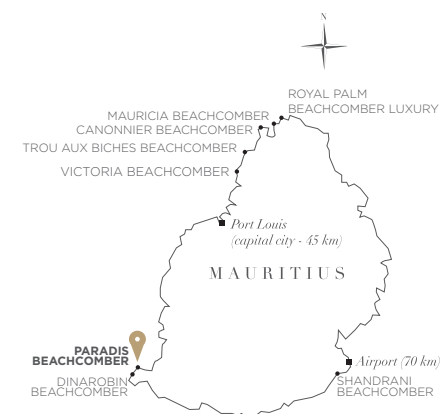 N
ROYAL PALM
BEACHCOMBER LUXURY
MAURICIA BEACHCOMBER
CANONNIER BEACHCOMBER
TROU AUX BICHES BEACHCOMBER
VICTORIA BEACHCOMBER
Port Louis
(capital city - 45 km)
MAURITIUS
PARADIS
BEACHCOMBER
DINAROBIN
BEACHCOMBER
Airport (70 km)
SHANDRANI
BEACHCOMBER